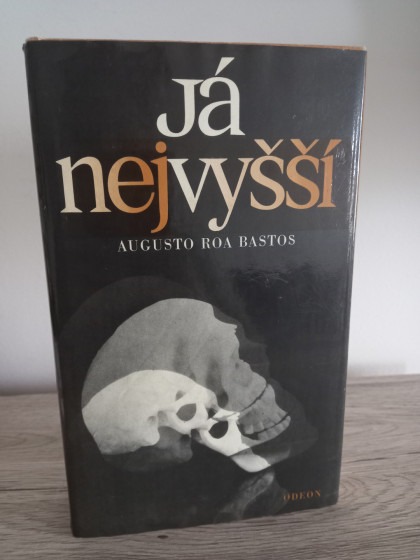 Já
nejvyšší
AUGUSTO ROA BASTOS
ODEON